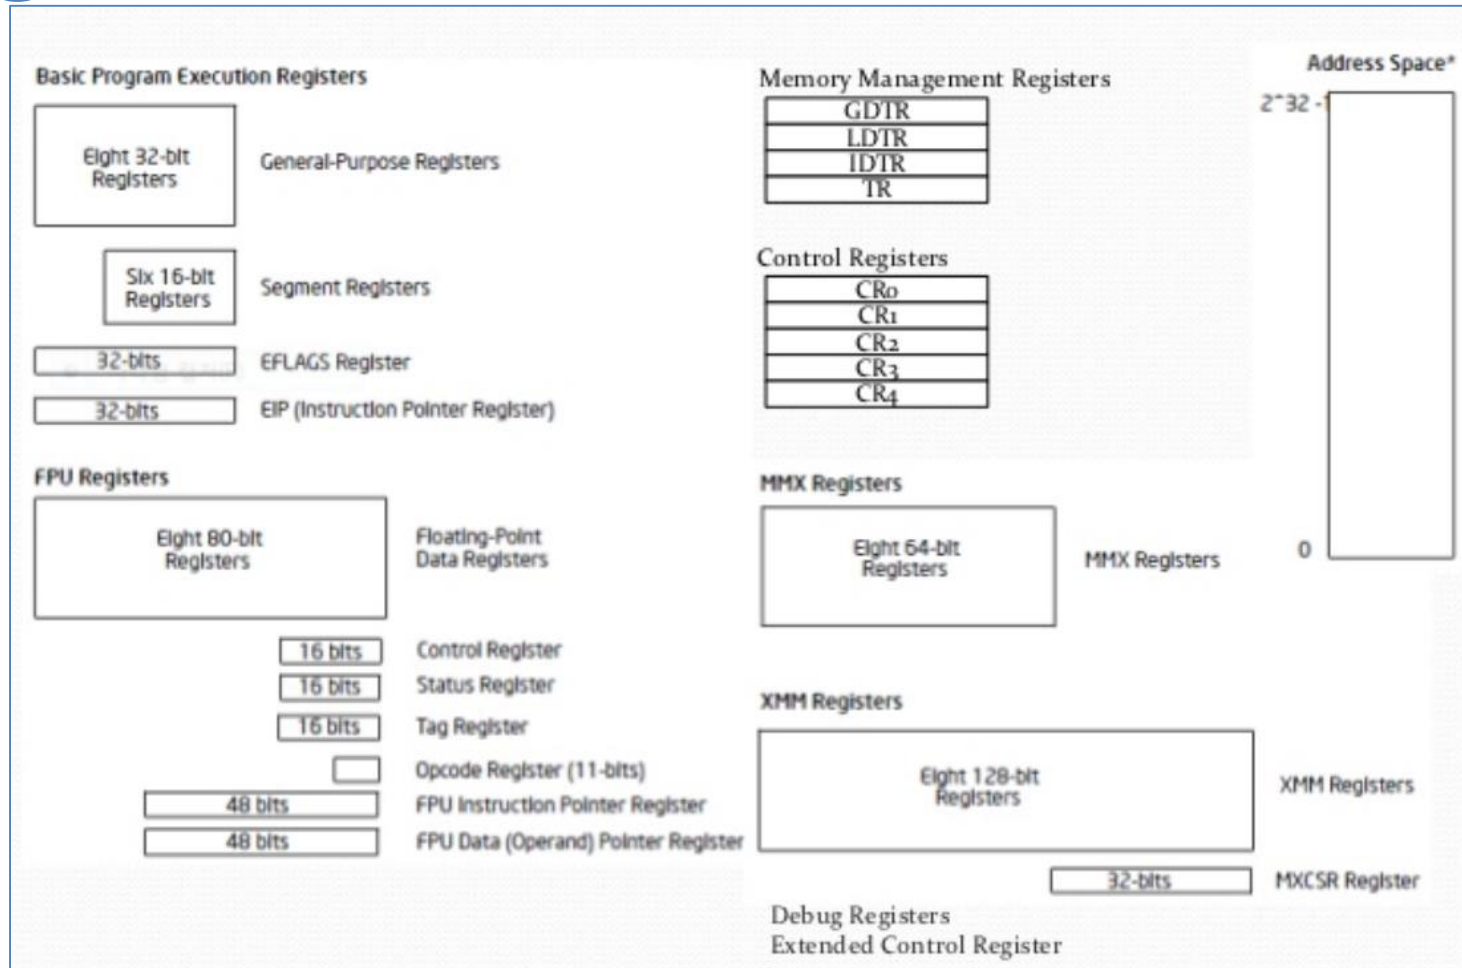 Basic Program Execution Registers
Eight 32-bit
Registers
General-Purpose Registers
Six 16-bit
Registers
Segment Registers
32-bits
EFLAGS Register
32-bits
EIP (Instruction Pointer Register)
FPU Registers
Eight 80-bit
Registers
Floating-Point
Data Registers
16 bits
Control Register
16 bits
Status Register
16 bits
Tag Register
Opcode Register (11-bits)
48 bits
FPU Instruction Pointer Register
48 bits
FPU Data (Operand) Pointer Register
Memory Management Registers
GDTR
LDTR
IDTR
TR
Control Registers
CR0
CR1
CR2
CR3
CR4
MMX Registers
Eight 64-bit
Registers
MMX Registers
XMM Registers
Eight 128-bit
Registers
XMM Registers
32-bits
MXCSR Register
Debug Registers
Extended Control Register
Address Space*
2^32 -1
0